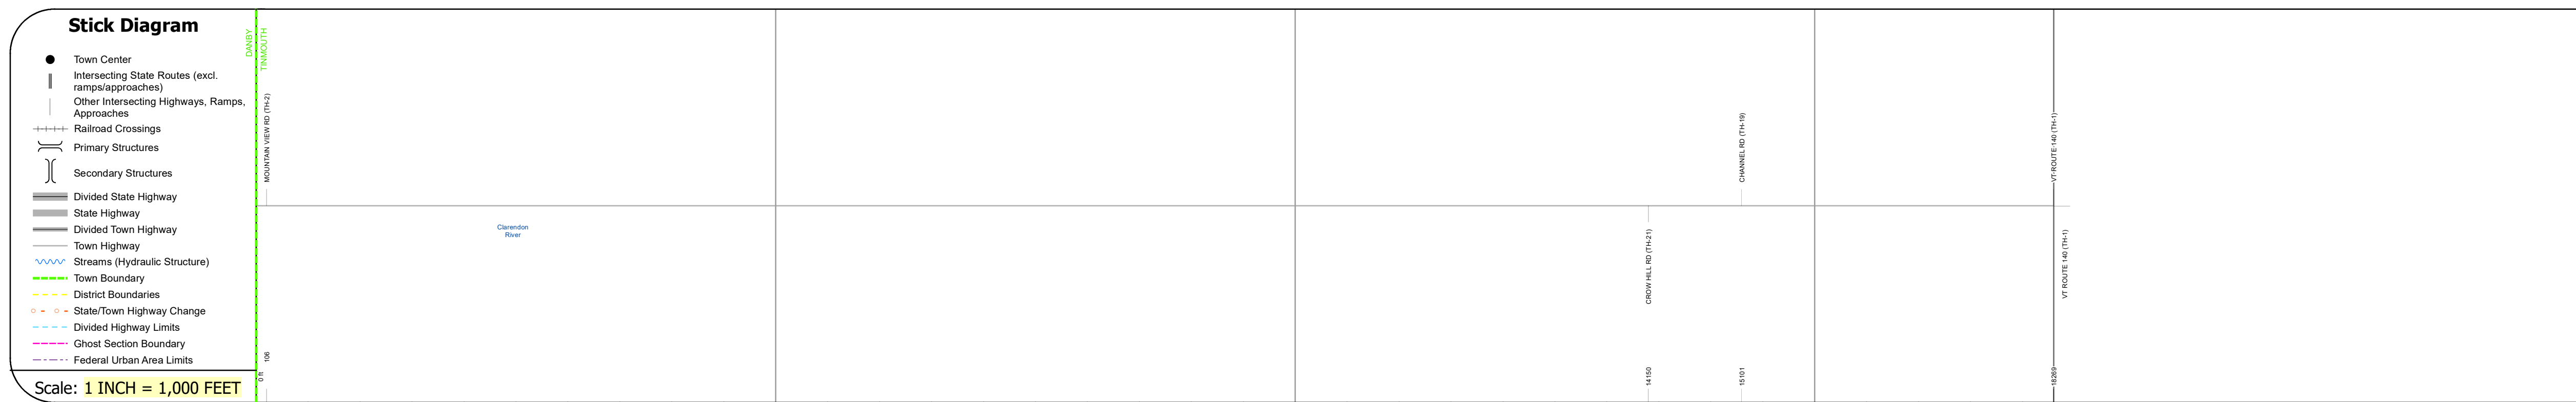 Stick Diagram
Town Center
Intersecting State Routes (excl.
ramps/approaches)
Other Intersecting Highways, Ramps,
Approaches
Railroad Crossings
Primary Structures
Secondary Structures
Divided State Highway
State Highway
Divided Town Highway
Town Highway
Streams (Hydraulic Structure)
Town Boundary
District Boundaries
State/Town Highway Change
Divided Highway Limits
Ghost Section Boundary
Federal Urban Area Limits
Scale: 1 INCH = 1,000 FEET
DANBY
TINMOUTH
MOUNTAIN VIEW RD (TH-2)
0 ft
106
Clarendon
River
CROW HILL RD (TH-21)
14150
CHANNEL RD (TH-19)
15101
VT ROUTE 140 (TH-1)
18269
VT ROUTE 140 (TH-1)